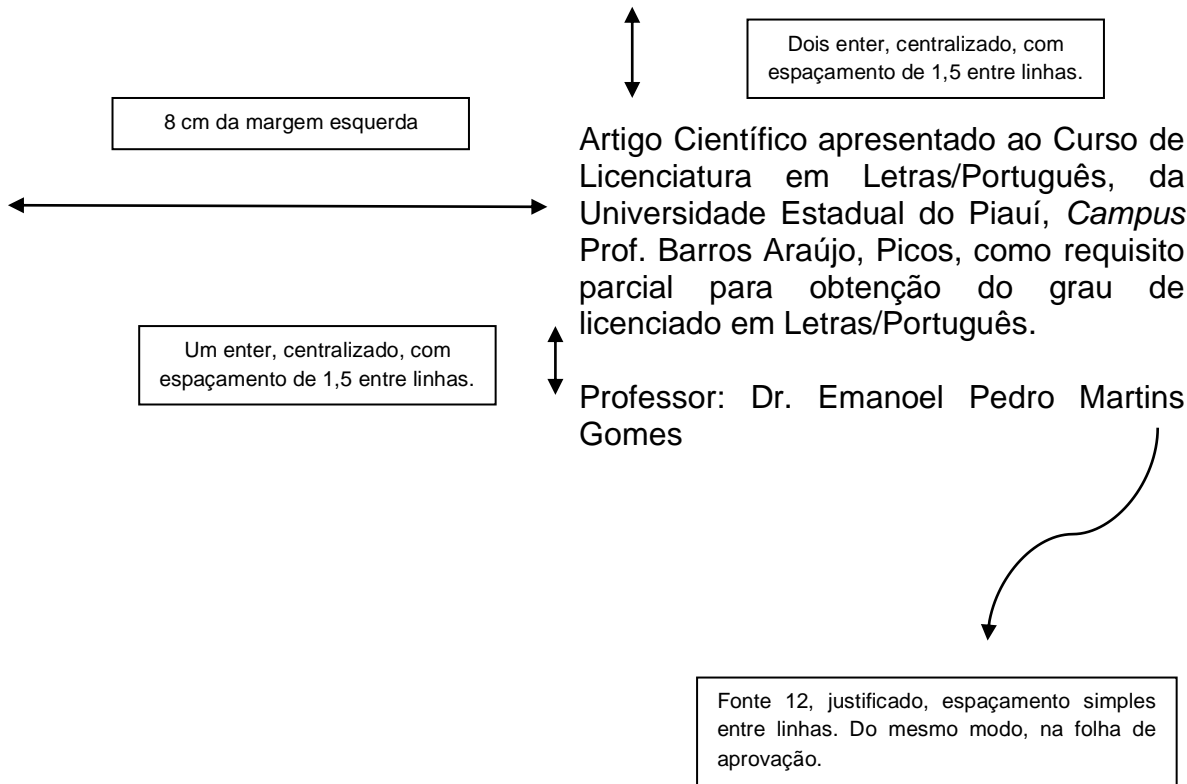 Dois enter, centralizado, com
espaçamento de 1,5 entre linhas.
8 cm da margem esquerda
Artigo Científico apresentado ao Curso de
Licenciatura em Letras/Português, da
Universidade Estadual do Piauí, Campus
Prof. Barros Araújo, Picos, como requisito
parcial para obtenção do grau de
licenciado em Letras/Português.
Um enter, centralizado, com
espaçamento de 1,5 entre linhas.
Professor: Dr. Emanoel Pedro Martins
Gomes
Fonte 12, justificado, espaçamento simples
entre linhas. Do mesmo modo, na folha de
aprovação.